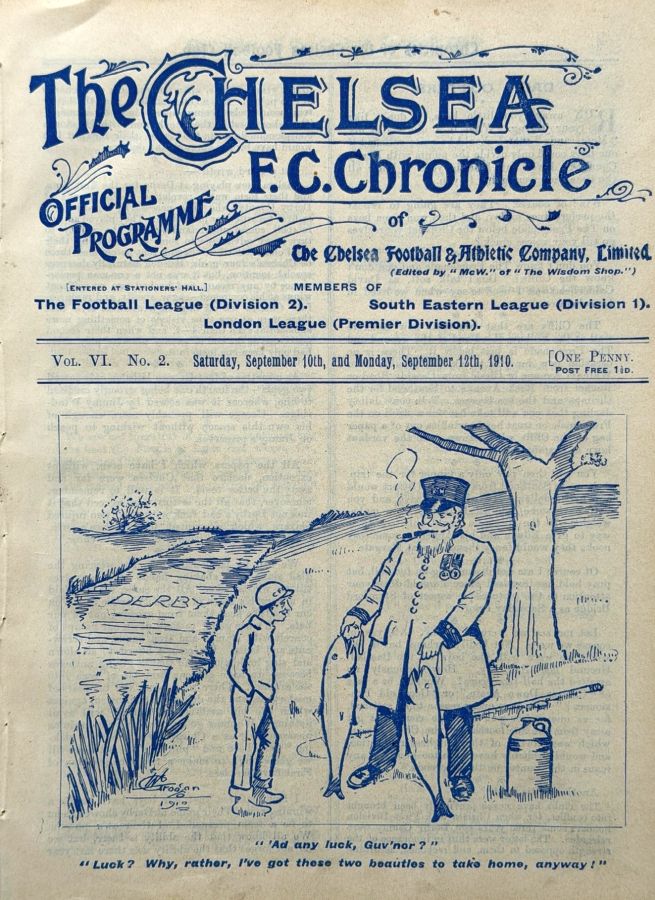 The Chelsea
F.C. Chronicle
Official
Programme
of
The Chelsea Football & Athletic Company, Limited.
(Edited by "McW." of "The Wisdom Shop.")
[Entered at Stationers' Hall.]
MEMBERS OF
The Football League (Division 2). South Eastern League (Division 1).
London League (Premier Division).
Vol. VI. No. 2. Saturday, September 10th, and Monday, September 12th, 1910. [One Penny.
Post Free 1½D.
DERBY
Grogan
1910
"'Ad any luck, Guv'nor?"
"Luck? Why, rather, I've got these two beauties to take home, anyway!"